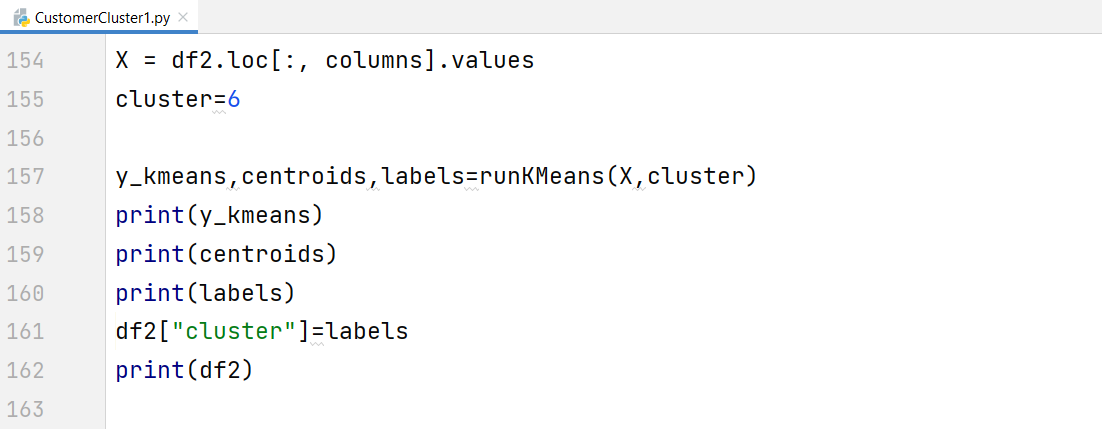 CustomerCluster1.py
154 X = df2.loc[:, columns].values
155 cluster=6
156
157 y_kmeans,centroids,labels=runKMeans(X,cluster)
158 print(y_kmeans)
159 print(centroids)
160 print(labels)
161 df2["cluster"]=labels
162 print(df2)
163